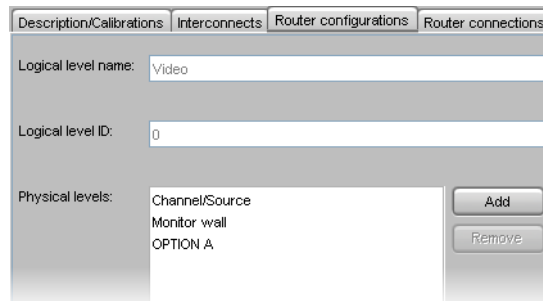 Description/Calibrations Interconnects Router configurations Router connections
Logical level name: Video
Logical level ID: 0
Physical levels: Channel/Source Add
Monitor wall
OPTION A Remove